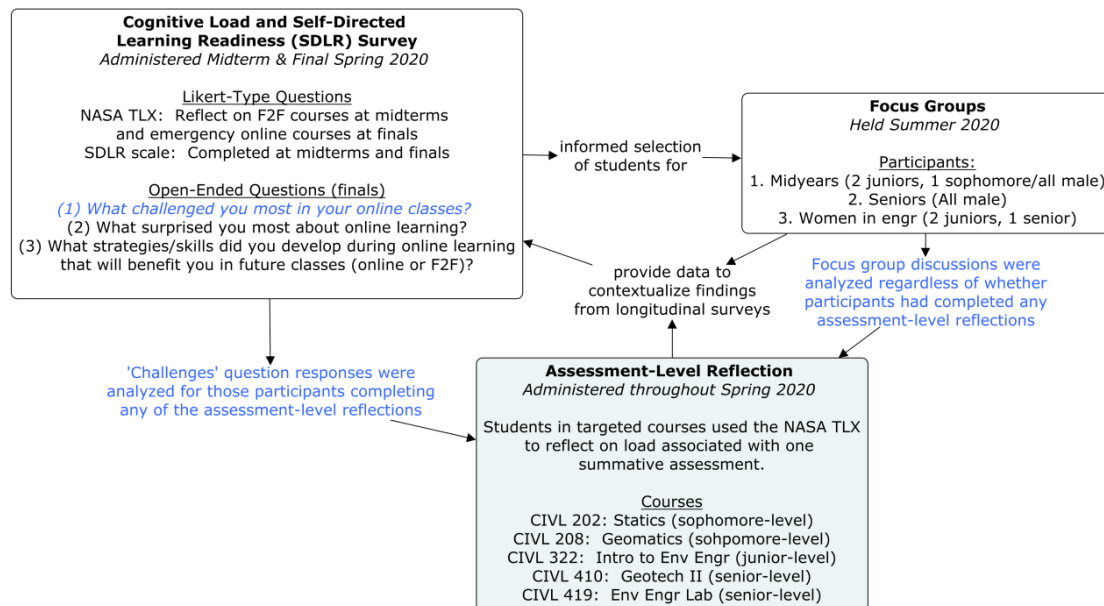 Cognitive Load and Self-Directed
Learning Readiness (SDLR) Survey
Administered Midterm & Final Spring 2020
Likert-Type Questions
NASA TLX: Reflect on F2F courses at midterms
and emergency online courses at finals
SDLR scale: Completed at midterms and finals
Open-Ended Questions (finals)
(1) What challenged you most in your online classes?
(2) What surprised you most about online learning?
(3) What strategies/skills did you develop during online learning
that will benefit you in future classes (online or F2F)?
informed selection
of students for
Focus Groups
Held Summer 2020
Participants:
1. Midyears (2 juniors, 1 sophomore/all male)
2. Seniors (All male)
3. Women in engr (2 juniors, 1 senior)
provide data to
contextualize findings
from longitudinal surveys
Focus group discussions were
analyzed regardless of whether
participants had completed any
assessment-level reflections
'Challenges' question responses were
analyzed for those participants completing
any of the assessment-level reflections
Assessment-Level Reflection
Administered throughout Spring 2020
Students in targeted courses used the NASA TLX
to reflect on load associated with one
summative assessment.
Courses
CIVL 202: Statics (sophomore-level)
CIVL 208: Geomatics (sohpomore-level)
CIVL 322: Intro to Env Engr (junior-level)
CIVL 410: Geotech II (senior-level)
CIVL 419: Env Engr Lab (senior-level)